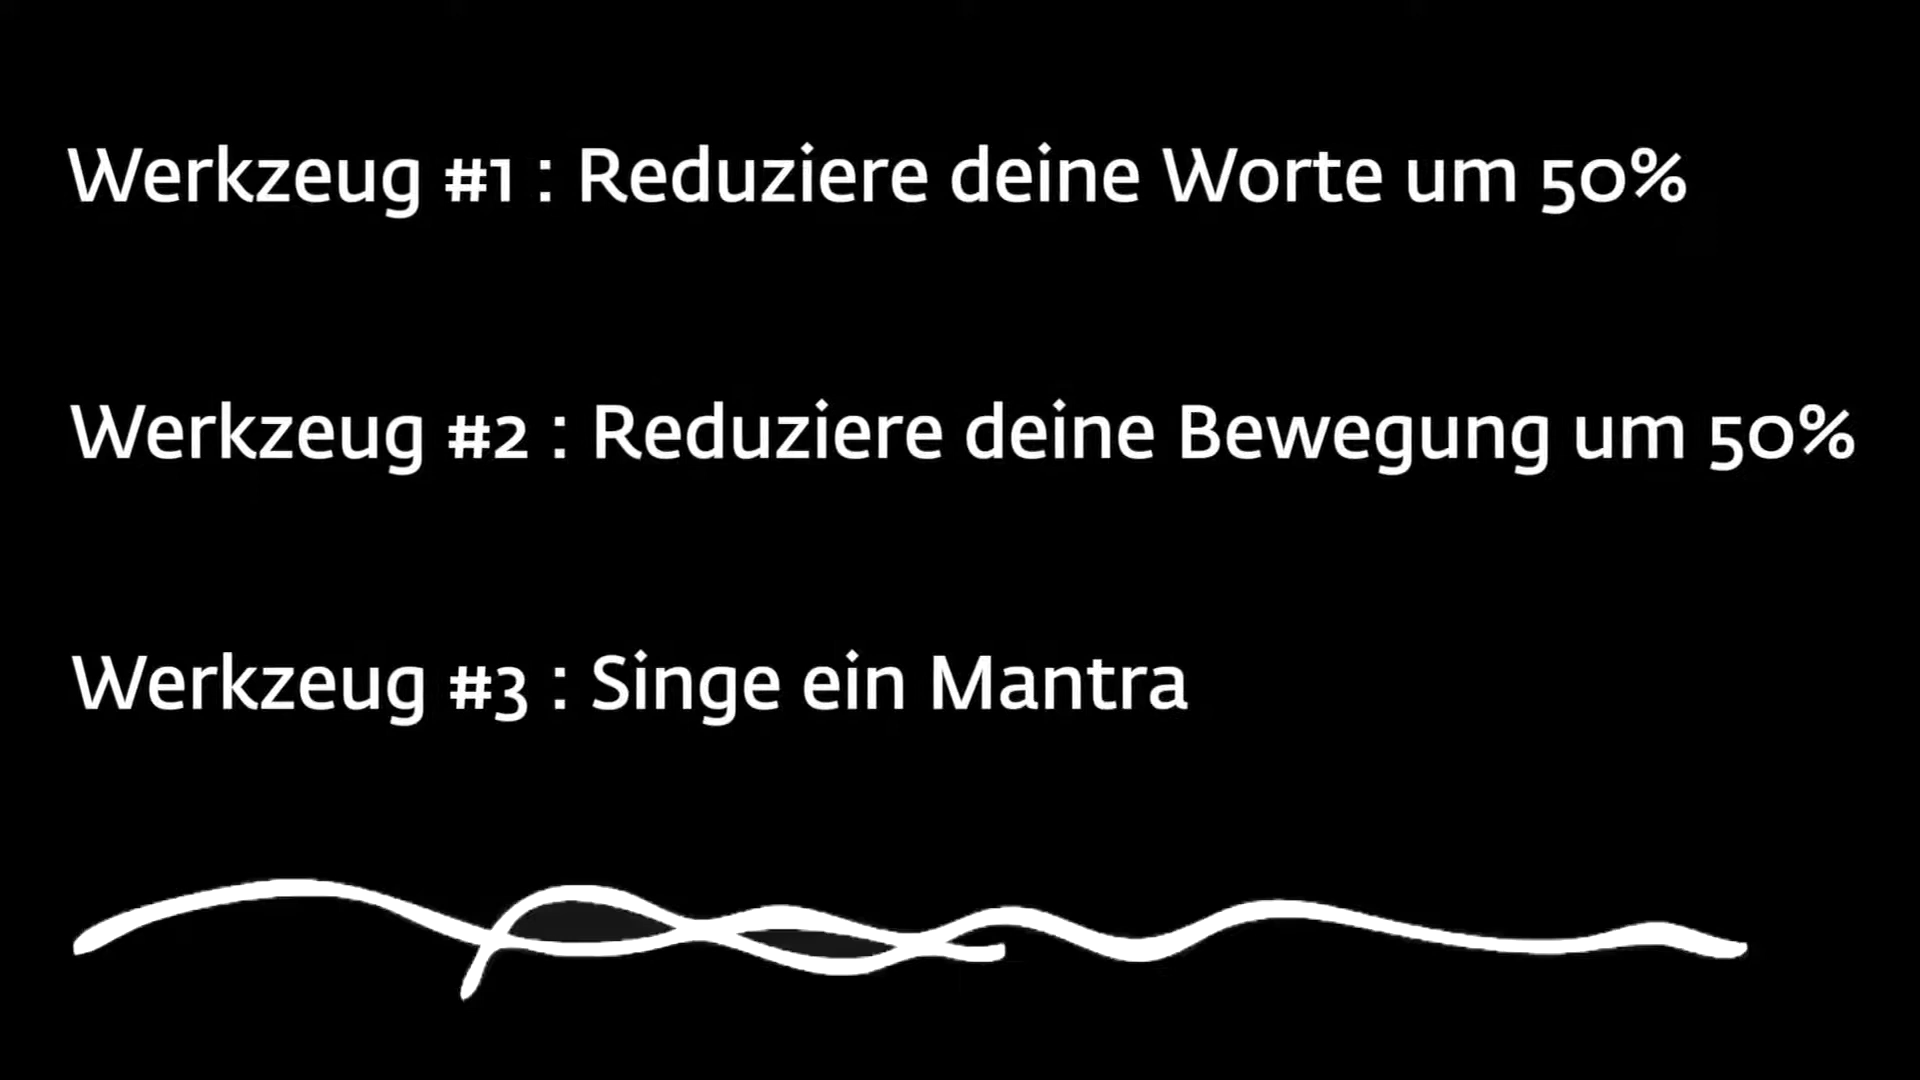 Werkzeug #1 : Reduziere deine Worte um 50%
Werkzeug #2 : Reduziere deine Bewegung um 50%
Werkzeug #3 : Singe ein Mantra